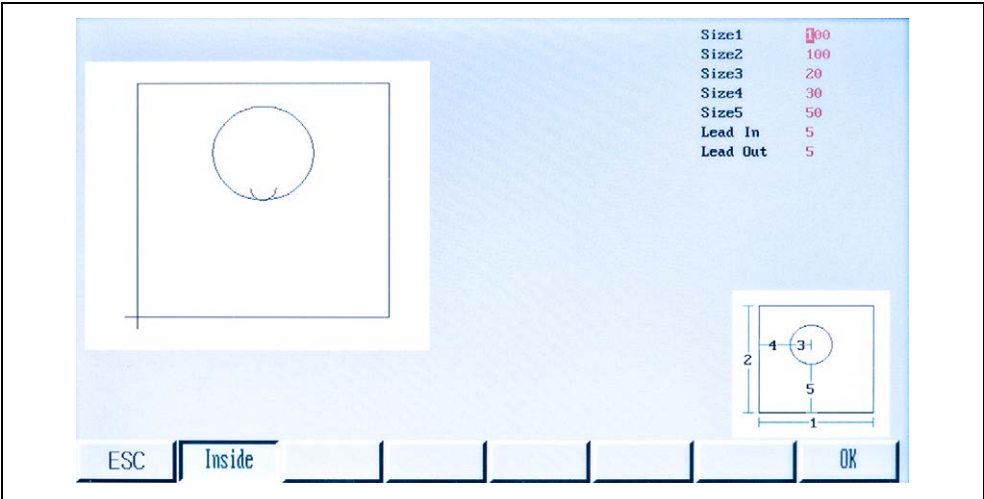 Size1 100
Size2 100
Size3 20
Size4 30
Size5 50
Lead In 5
Lead Out 5
4 3
2
5
1
ESC Inside OK